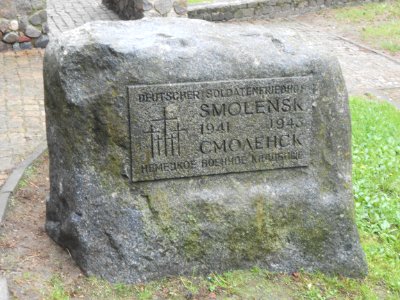 DEUTSCHER SOLDATENFRIEDHOF
SMOLENSK
1941 1943
СМОЛЕНСК
НЕМЕЦКОЕ ВОЕННОЕ КЛАДБИЩЕ